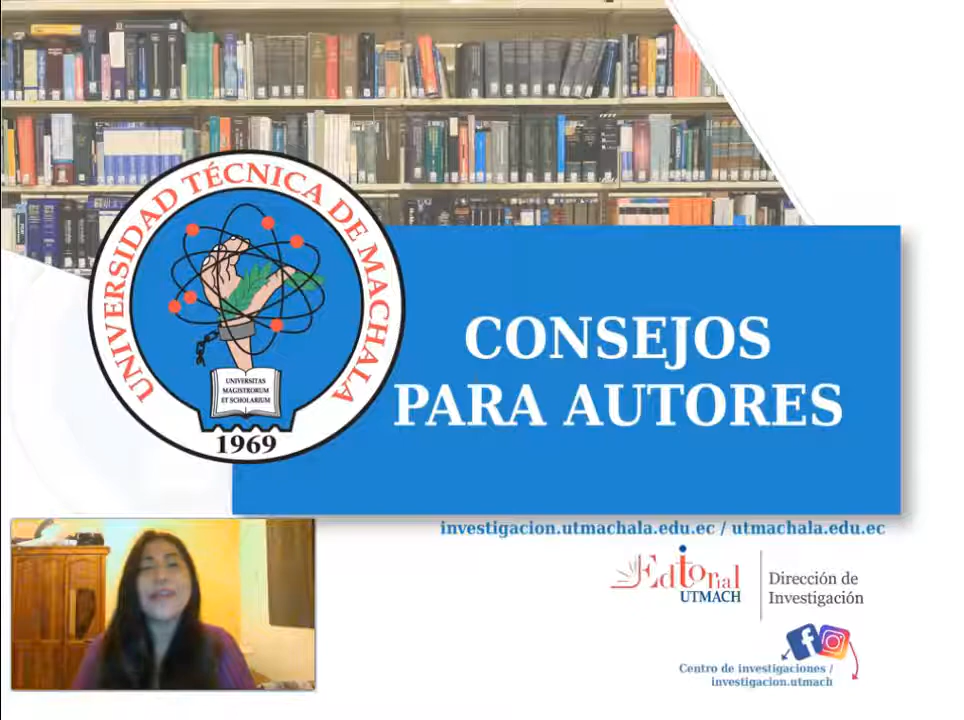 UNIVERSIDAD TÉCNICA DE MACHALA
UNIVERSITAS
MAGISTRORUM
ET SCHOLARIUM
1969
CONSEJOS
PARA AUTORES
investigacion.utmachala.edu.ec / utmachala.edu.ec
Editorial
UTMACH
Dirección de
Investigación
Centro de investigaciones /
investigacion.utmach